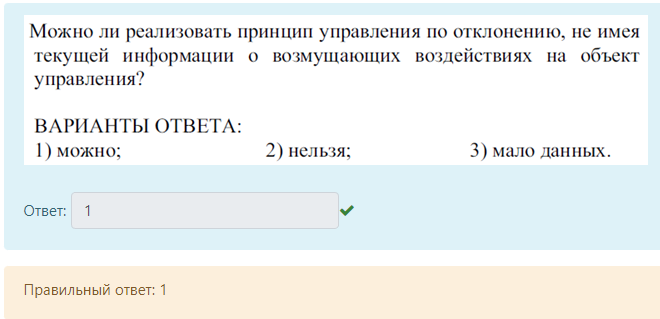 Можно ли реализовать принцип управления по отклонению, не имея
текущей информации о возмущающих воздействиях на объект
управления?
ВАРИАНТЫ ОТВЕТА:
1) можно; 2) нельзя; 3) мало данных.
Ответ: 1
Правильный ответ: 1